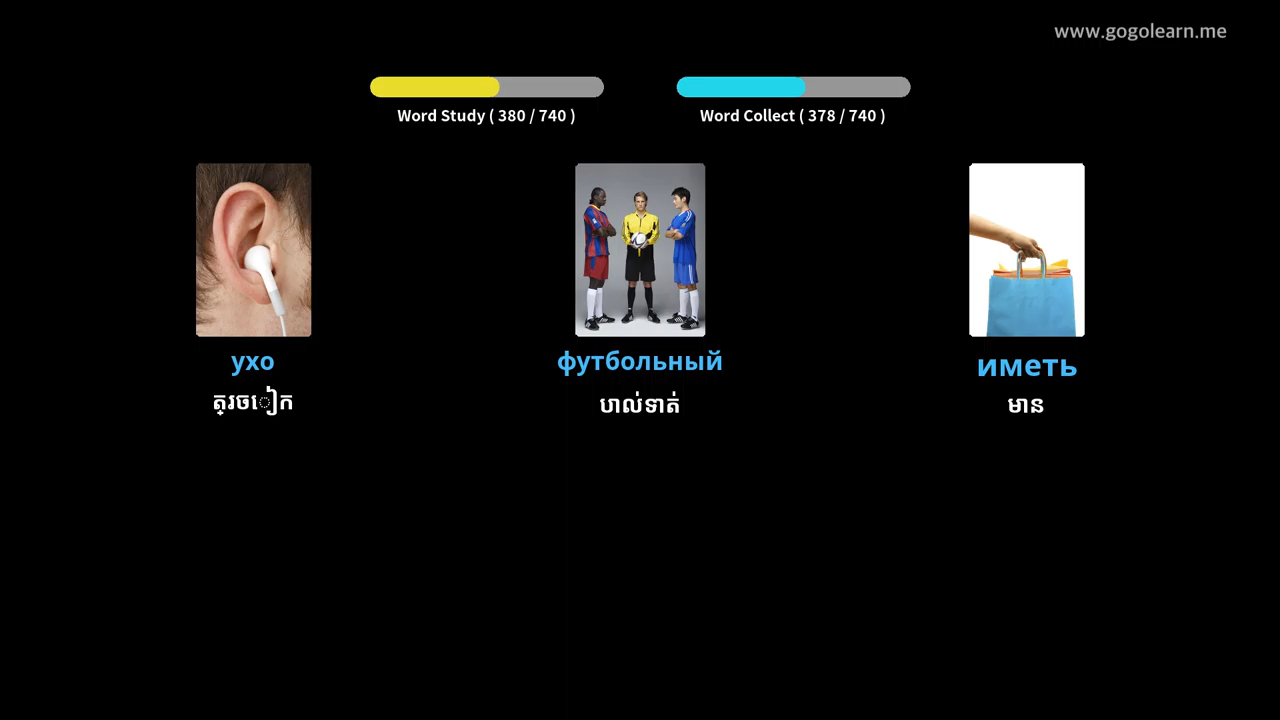 www.gogolearn.me
Word Study ( 380 / 740 )
Word Collect ( 378 / 740 )
ухо
футбольный
иметь
ត្រចៀក
បាល់ទាត់
មាន